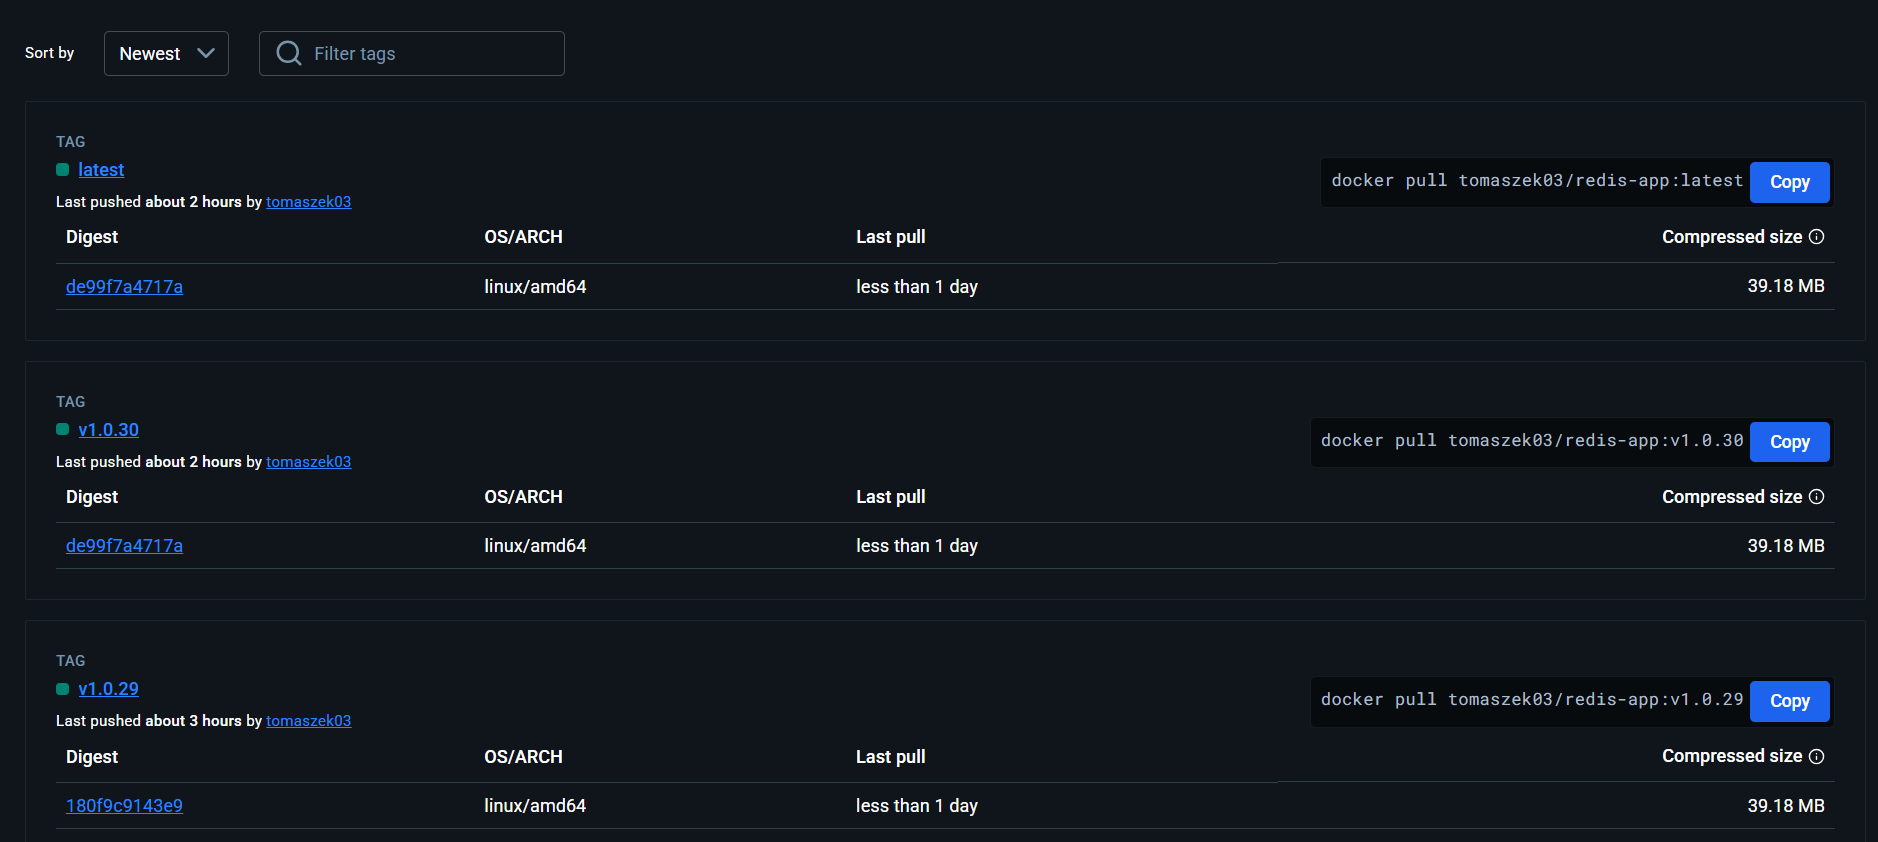 Sort by Newest Filter tags
TAG
latest
docker pull tomaszek03/redis-app:latest Copy
Last pushed about 2 hours by tomaszek03
Digest OS/ARCH Last pull Compressed size
de99f7a4717a linux/amd64 less than 1 day 39.18 MB
TAG
v1.0.30
docker pull tomaszek03/redis-app:v1.0.30 Copy
Last pushed about 2 hours by tomaszek03
Digest OS/ARCH Last pull Compressed size
de99f7a4717a linux/amd64 less than 1 day 39.18 MB
TAG
v1.0.29
docker pull tomaszek03/redis-app:v1.0.29 Copy
Last pushed about 3 hours by tomaszek03
Digest OS/ARCH Last pull Compressed size
180f9c9143e9 linux/amd64 less than 1 day 39.18 MB